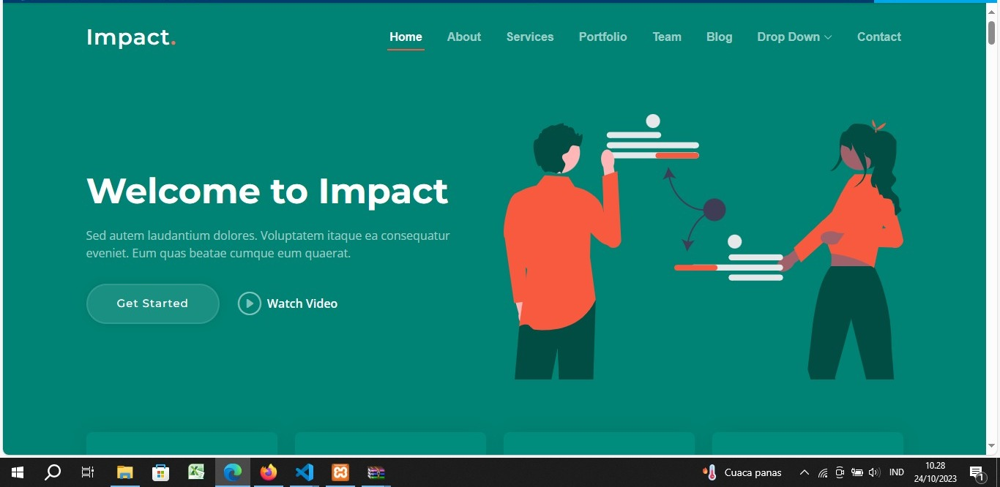 Impact.
Home About Services Portfolio Team Blog Drop Down Contact
Welcome to Impact
Sed autem laudantium dolores. Voluptatem itaque ea consequatur
eveniet. Eum quas beatae cumque eum quaerat.
Get Started Watch Video
Cuaca panas IND 10.28
24/10/2023
1